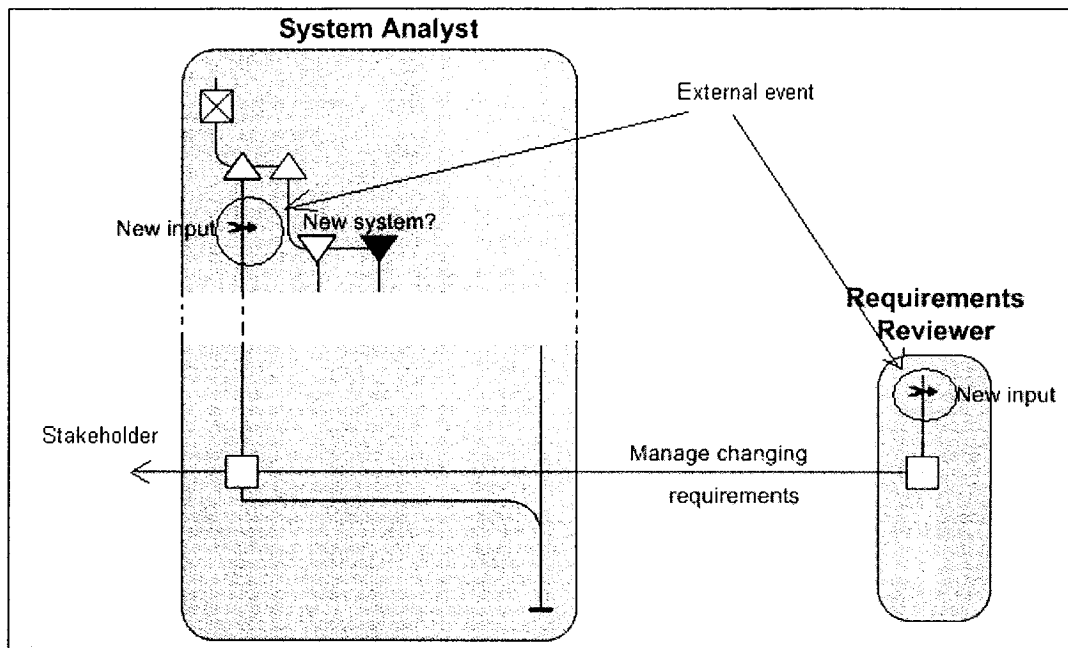 System Analyst
External event
New input
New system?
Requirements
Reviewer
New input
Stakeholder
Manage changing
requirements